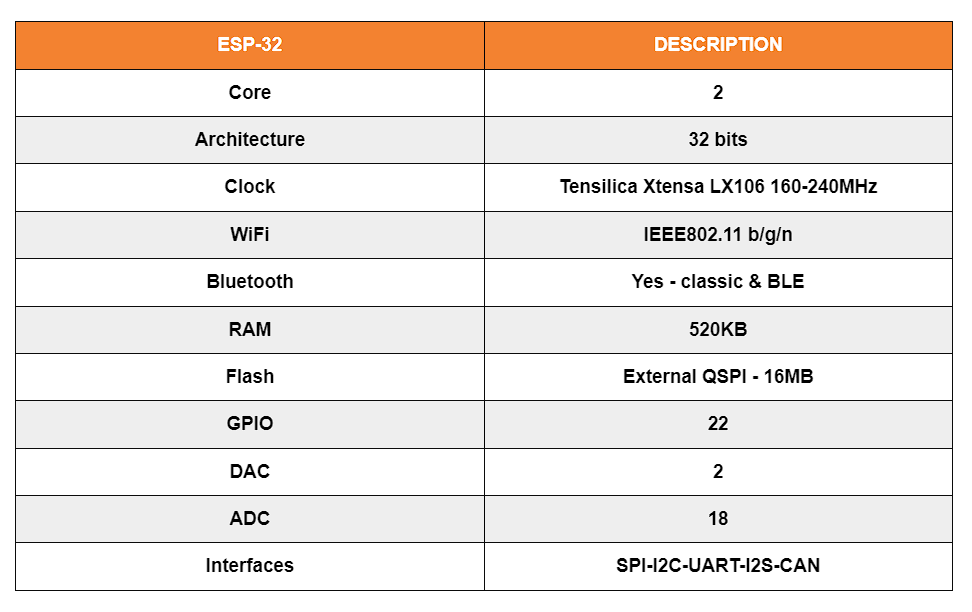 ESP-32 DESCRIPTION
Core 2
Architecture 32 bits
Clock Tensilica Xtensa LX106 160-240MHz
WiFi IEEE802.11 b/g/n
Bluetooth Yes - classic & BLE
RAM 520KB
Flash External QSPI - 16MB
GPIO 22
DAC 2
ADC 18
Interfaces SPI-I2C-UART-I2S-CAN